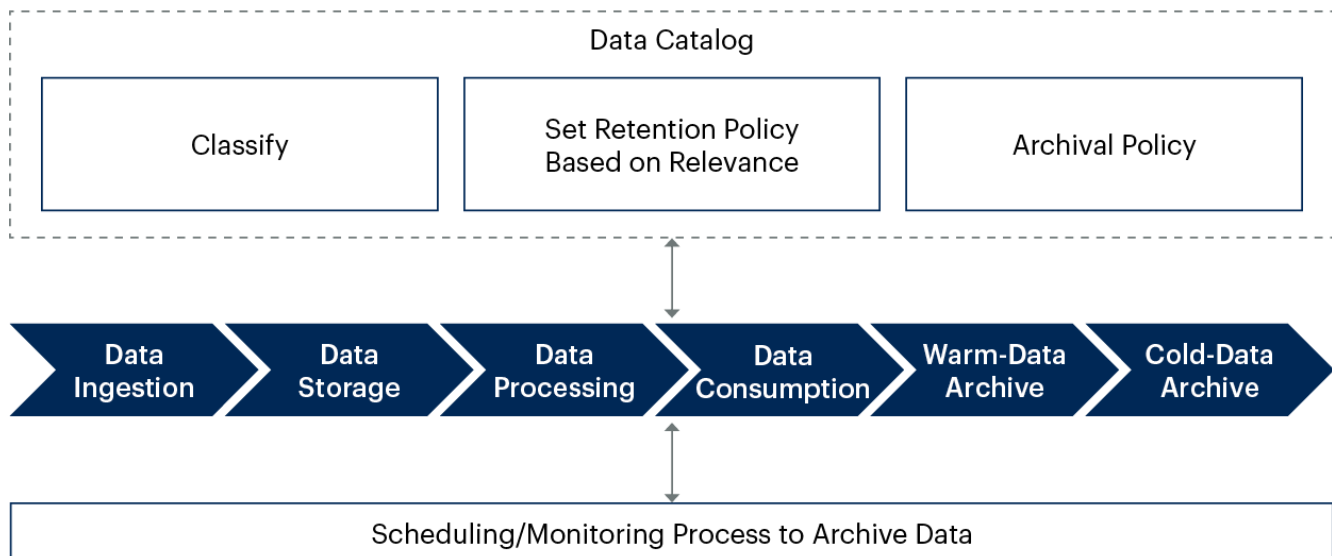 Data Catalog
Classify
Set Retention Policy
Based on Relevance
Archival Policy
Data
Ingestion
Data
Storage
Data
Processing
Data
Consumption
Warm-Data
Archive
Cold-Data
Archive
Scheduling/Monitoring Process to Archive Data